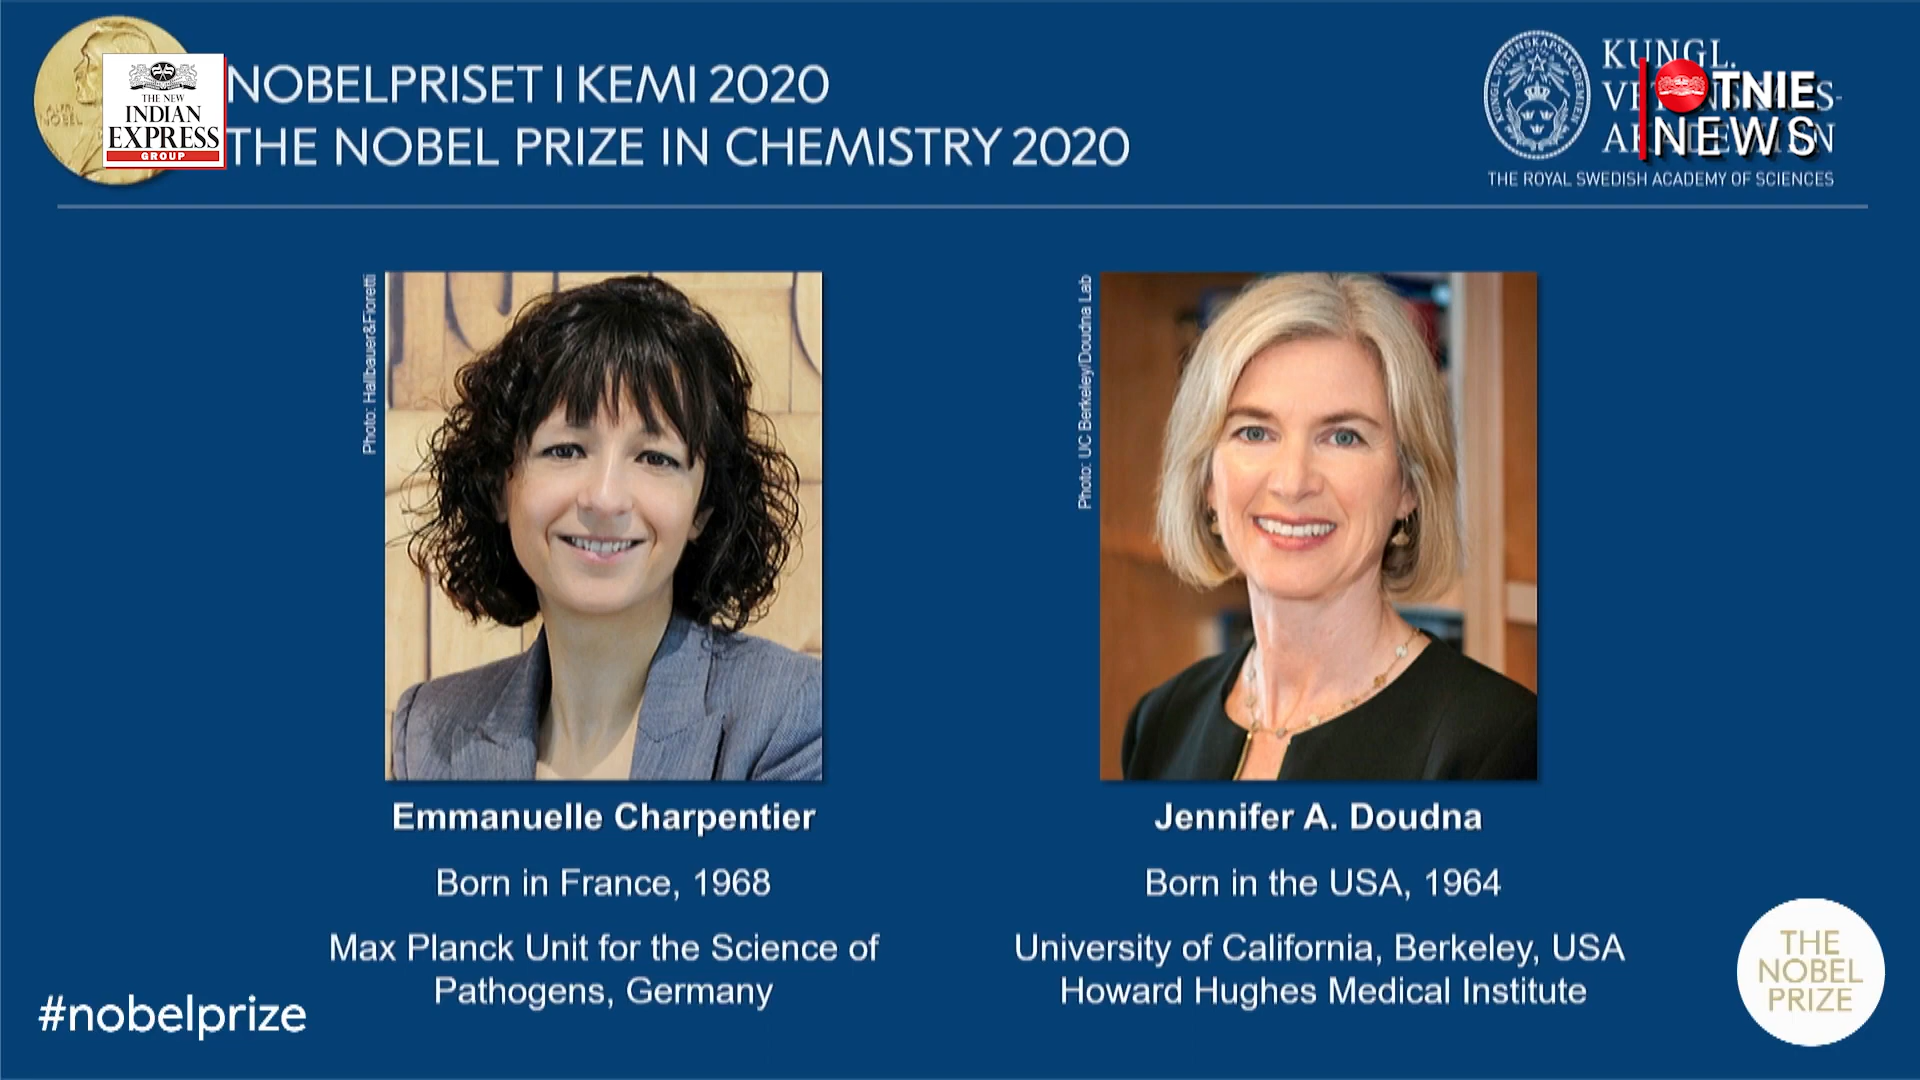 NOBELPRISET I KEMI 2020
THE NOBEL PRIZE IN CHEMISTRY 2020
THE NEW
INDIAN
EXPRESS
GROUP
KUNGL.
TNIE
NEWS
THE ROYAL SWEDISH ACADEMY OF SCIENCES
Photo: Hallbauer&Fioretti
Photo: UC Berkeley/Doudna Lab
Emmanuelle Charpentier
Born in France, 1968
Max Planck Unit for the Science of
Pathogens, Germany
Jennifer A. Doudna
Born in the USA, 1964
University of California, Berkeley, USA
Howard Hughes Medical Institute
#nobelprize
THE
NOBEL
PRIZE